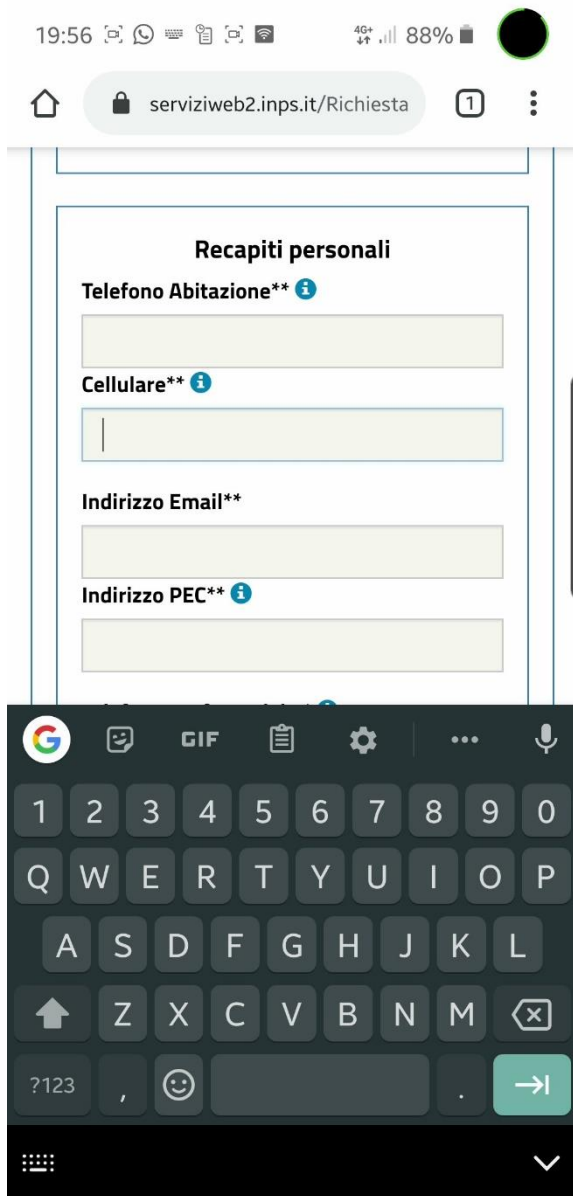 19:56 4G+ 88%
serviziweb2.inps.it/Richiesta 1
Recapiti personali
Telefono Abitazione**
Cellulare**
Indirizzo Email**
Indirizzo PEC**
GIF
1 2 3 4 5 6 7 8 9 0
Q W E R T Y U I O P
A S D F G H J K L
Z X C V B N M
?123 , .